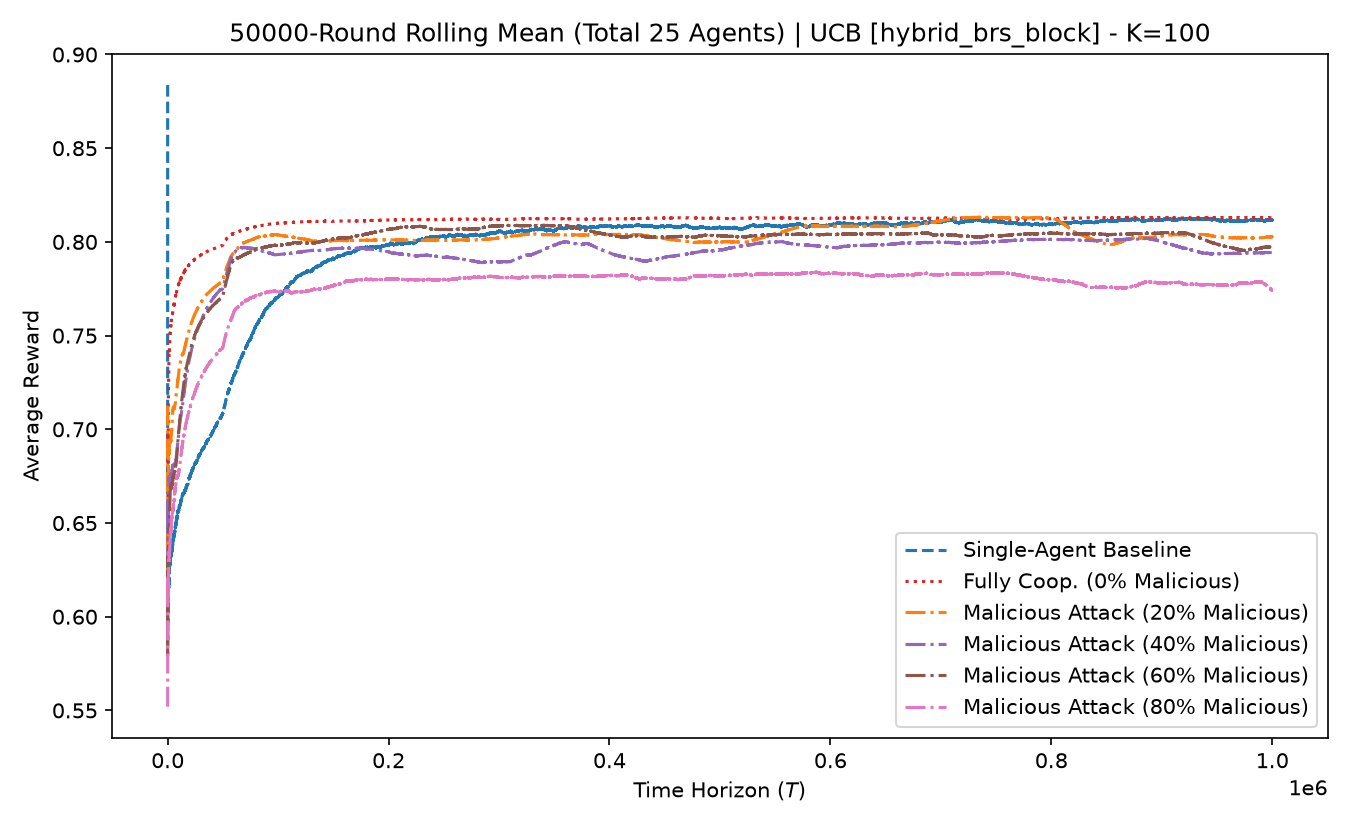 50000-Round Rolling Mean (Total 25 Agents) | UCB [hybrid_brs_block] - K=100
Average Reward
0.90
0.85
0.80
0.75
0.70
0.65
0.60
0.55
0.0 0.2 0.4 0.6 0.8 1.0
1e6
Time Horizon (T)
Single-Agent Baseline
Fully Coop. (0% Malicious)
Malicious Attack (20% Malicious)
Malicious Attack (40% Malicious)
Malicious Attack (60% Malicious)
Malicious Attack (80% Malicious)